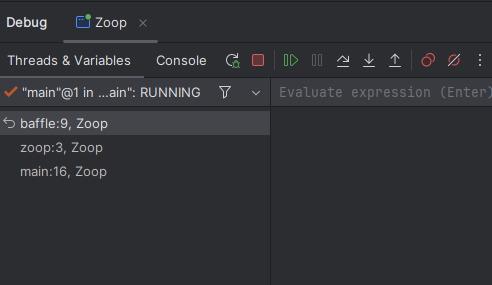 Debug Zoop
Threads & Variables Console
"main"@1 in ...ain": RUNNING Evaluate expression (Enter)
baffle:9, Zoop
zoop:3, Zoop
main:16, Zoop